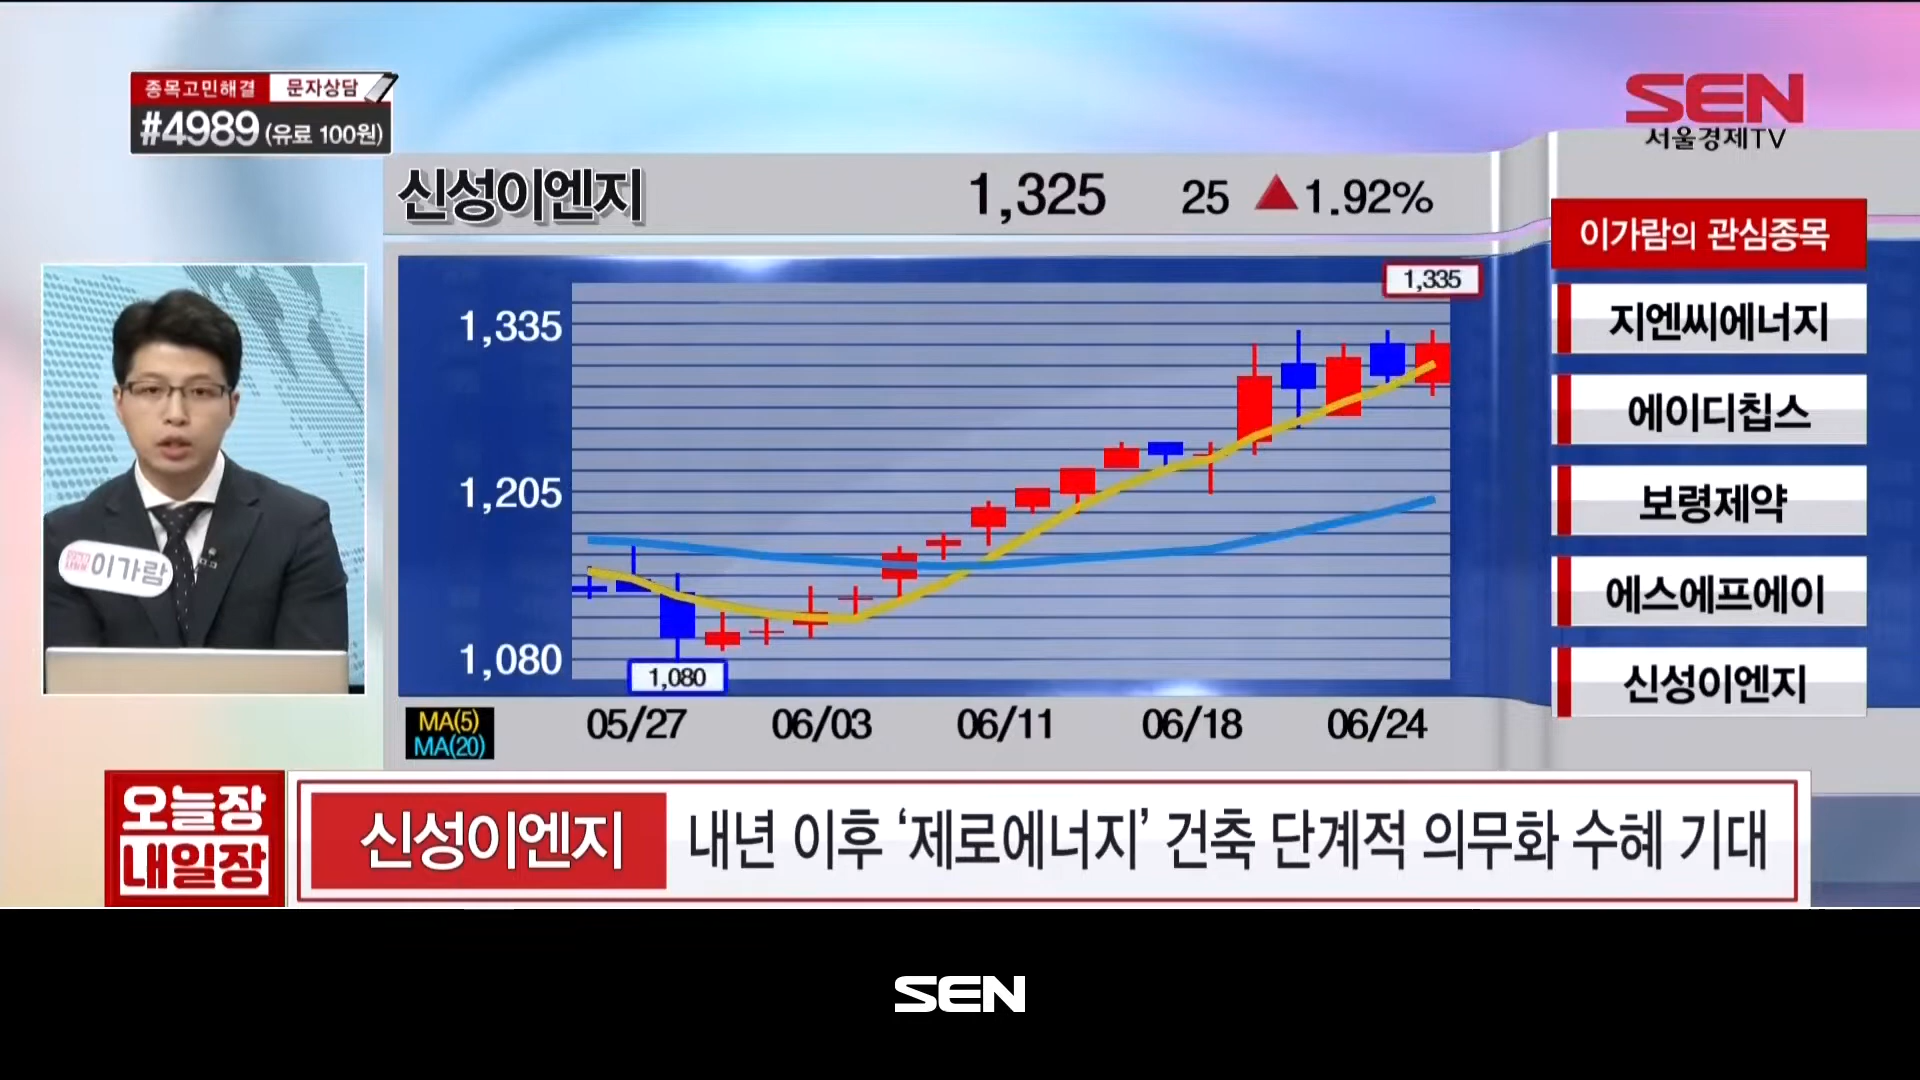 종목고민해결 문자상담
#4989 (유료 100원)
SEN
서울경제TV
신성이엔지 1,325 25 ▲1.92%
이가람의 관심종목
지엔씨에너지
에이디칩스
보령제약
에스에프에이
신성이엔지
1,335
1,335
1,205
1,080
1,080
이가람
MA(5)
MA(20)
05/27 06/03 06/11 06/18 06/24
오늘장
내일장
신성이엔지 내년 이후 ‘제로에너지’ 건축 단계적 의무화 수혜 기대
SEN